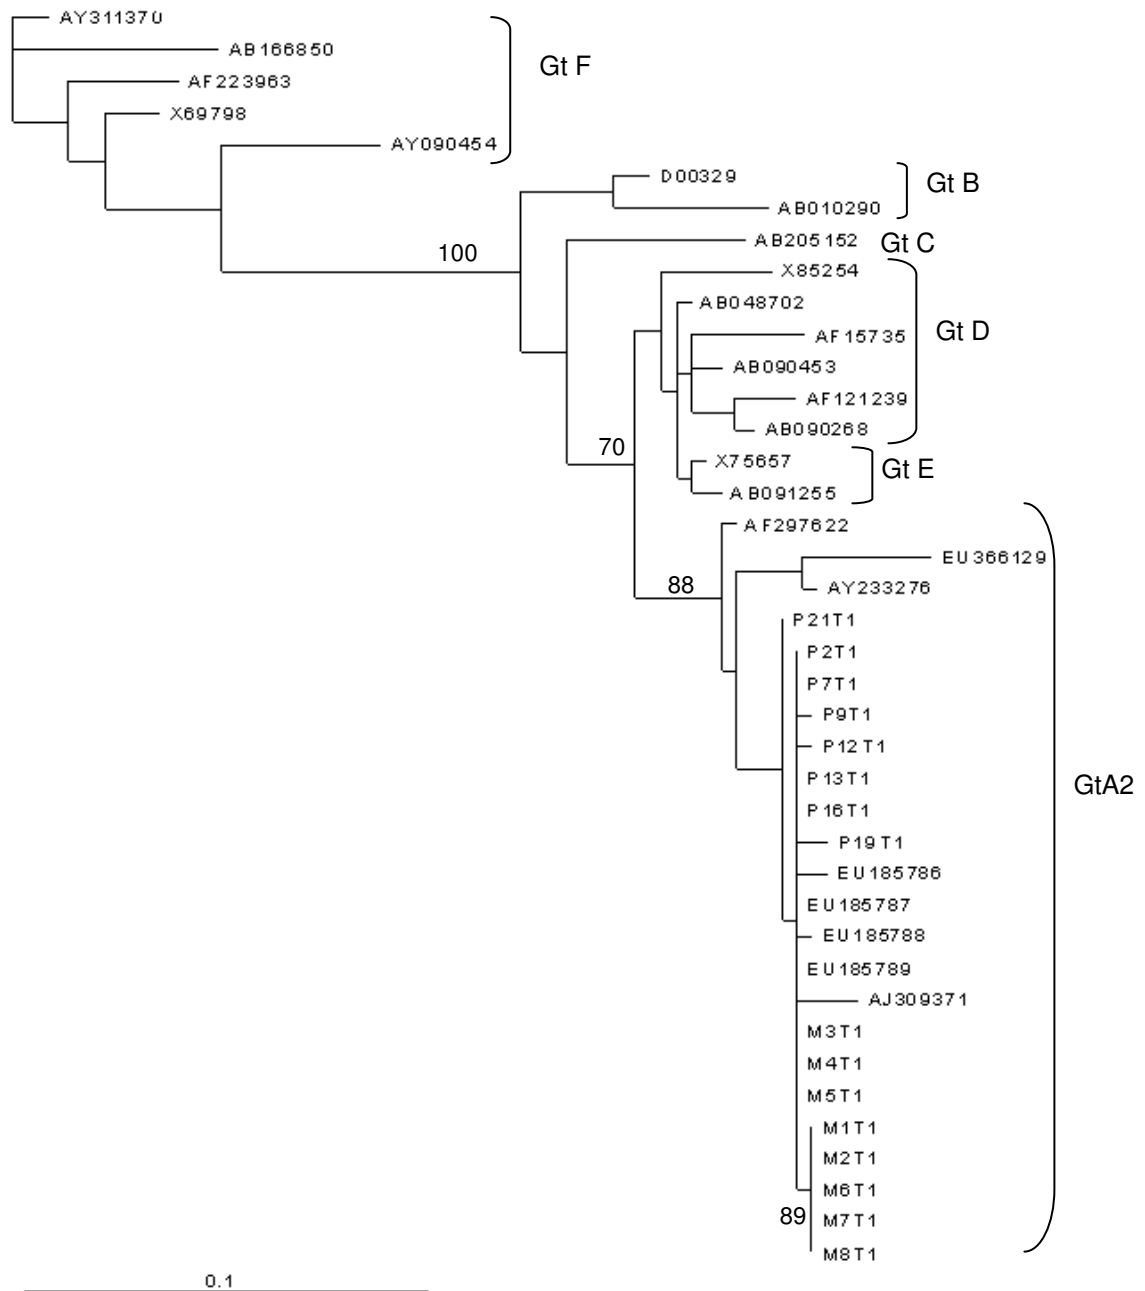 AY311370
AB166850
AF223963
Gt F
X69798
AY090454
D00329
Gt B
AB010290
100
AB205152
Gt C
X85254
AB048702
AF15735
Gt D
AB090453
AF121239
AB090268
70
X75657
Gt E
AB091255
AF297622
EU366129
88
AY233276
P21T1
P2T1
P7T1
P9T1
P12T1
P13T1
GtA2
P16T1
P19T1
EU185786
EU185787
EU185788
EU185789
AJ309371
M3T1
M4T1
M5T1
M1T1
M2T1
M6T1
89
M7T1
M8T1
0.1